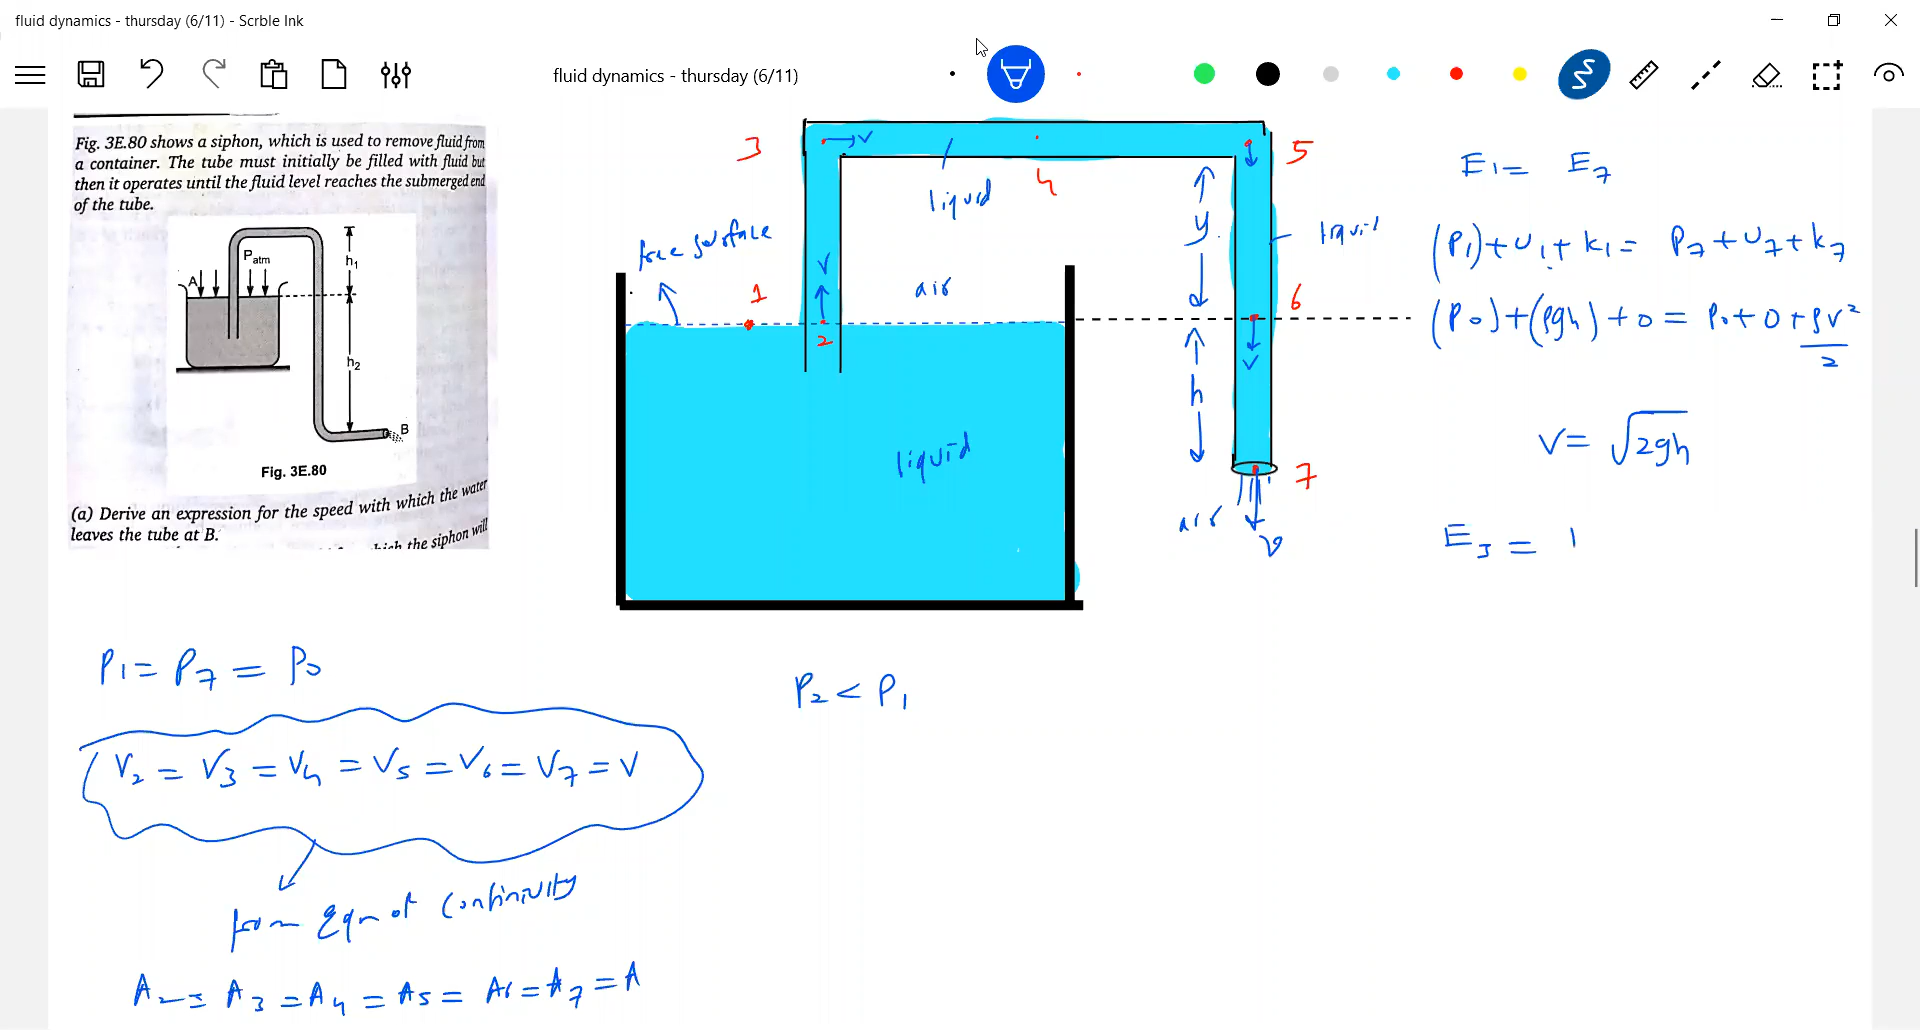 fluid dynamics - thursday (6/11) - Scrble Ink
fluid dynamics - thursday (6/11)
Fig. 3E.80 shows a siphon, which is used to remove fluid from
a container. The tube must initially be filled with fluid but
then it operates until the fluid level reaches the submerged end
of the tube.
A
Patm
h1
h2
B
Fig. 3E.80
(a) Derive an expression for the speed with which the water
leaves the tube at B.
which the siphon will
3
→V
liquid
4
5
free surface
1
V
2
air
y
liquid
6
V
h
liquid
7
air
V
E1 = E7
(P1) + U1 + K1 = P7 + U7 + K7
(P0) + (ρgh) + 0 = P0 + 0 + ρv²/2
V = √2gh
E3 = 1
P1 = P7 = P0
P2 < P1
V2 = V3 = V4 = V5 = V6 = V7 = V
from Eqn of Continuity
A2 = A3 = A4 = A5 = A6 = A7 = A